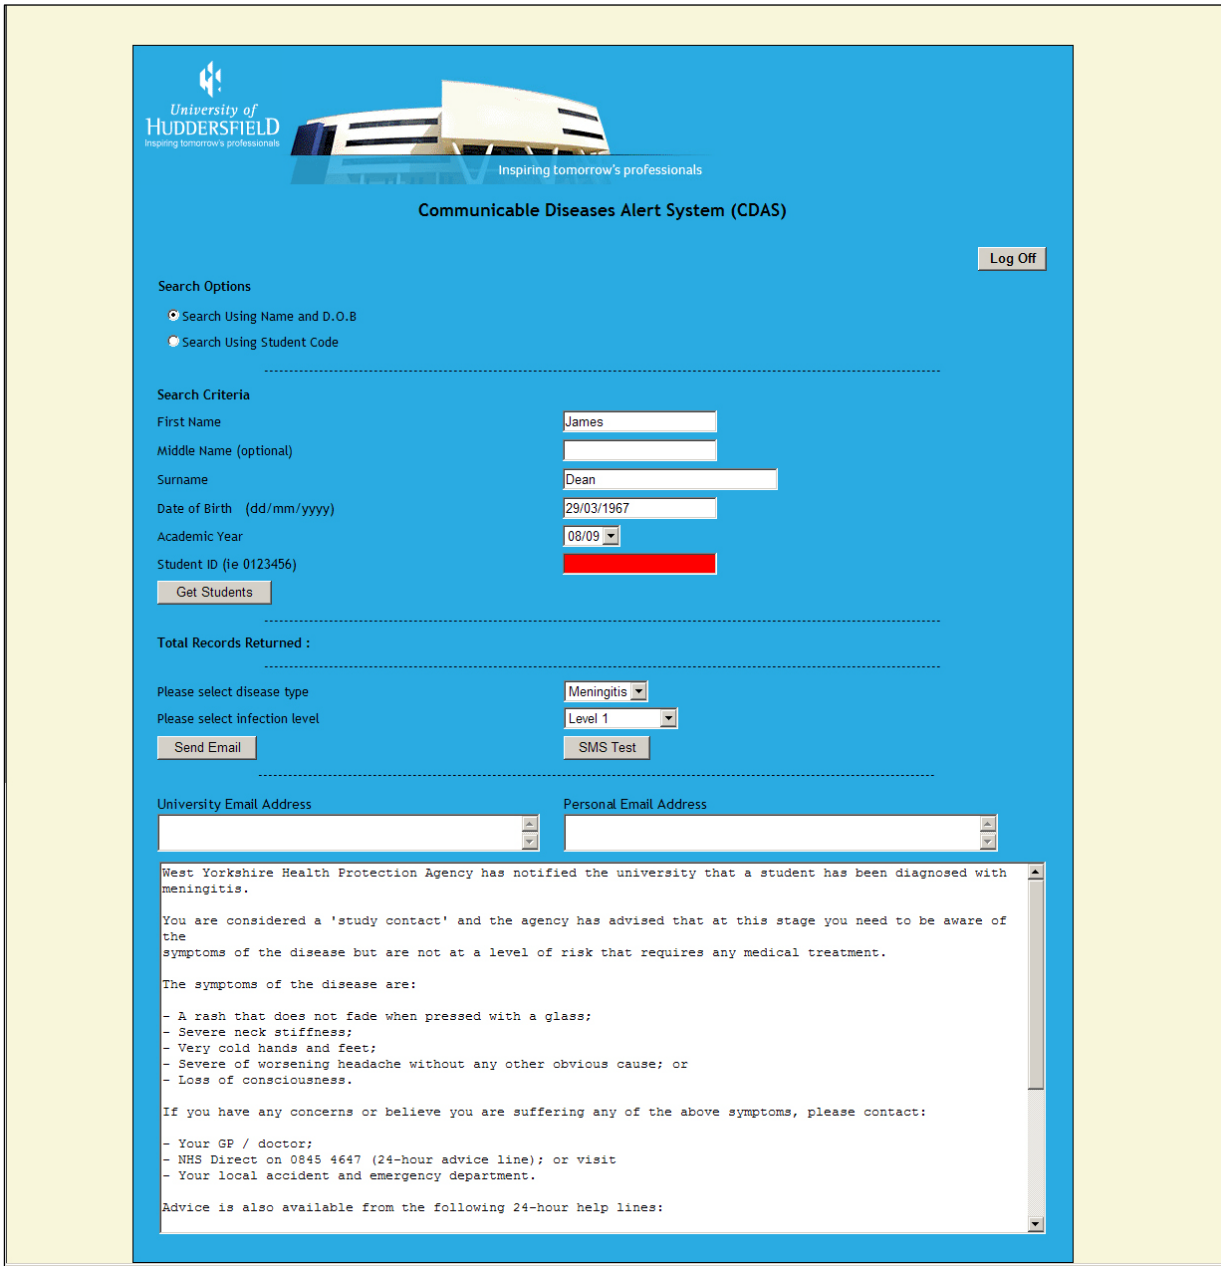 University of
HUDDERSFIELD
Inspiring tomorrow's professionals
Inspiring tomorrow's professionals
Communicable Diseases Alert System (CDAS)
Log Off
Search Options
Search Using Name and D.O.B
Search Using Student Code
Search Criteria
First Name James
Middle Name (optional)
Surname Dean
Date of Birth (dd/mm/yyyy) 29/03/1967
Academic Year 08/09
Student ID (ie 0123456)
Get Students
Total Records Returned :
Please select disease type Meningitis
Please select infection level Level 1
Send Email SMS Test
University Email Address Personal Email Address
West Yorkshire Health Protection Agency has notified the university that a student has been diagnosed with
meningitis.
You are considered a 'study contact' and the agency has advised that at this stage you need to be aware of
the
symptoms of the disease but are not at a level of risk that requires any medical treatment.
The symptoms of the disease are:
- A rash that does not fade when pressed with a glass;
- Severe neck stiffness;
- Very cold hands and feet;
- Severe of worsening headache without any other obvious cause; or
- Loss of consciousness.
If you have any concerns or believe you are suffering any of the above symptoms, please contact:
- Your GP / doctor;
- NHS Direct on 0845 4647 (24-hour advice line); or visit
- Your local accident and emergency department.
Advice is also available from the following 24-hour help lines: